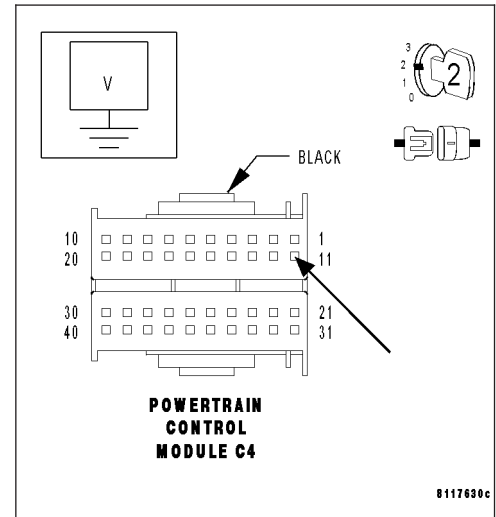 V
3
2
1
0
2
BLACK
10 1
20 11
30 21
40 31
POWERTRAIN
CONTROL
MODULE C4
8117630c